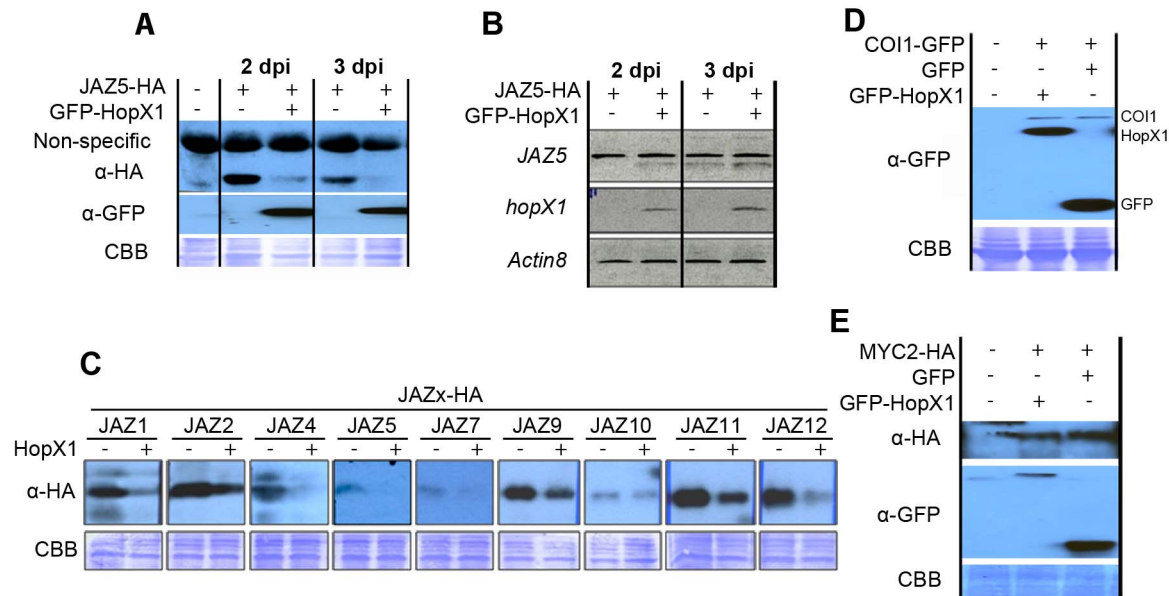 A
2 dpi 3 dpi
JAZ5-HA - + + + +
GFP-HopX1 - - + - +
Non-specific
α-HA
α-GFP
CBB
B
2 dpi 3 dpi
JAZ5-HA + + + +
GFP-HopX1 - + - +
JAZ5
hopX1
Actin8
C
JAZx-HA
JAZ1 JAZ2 JAZ4 JAZ5 JAZ7 JAZ9 JAZ10 JAZ11 JAZ12
HopX1 - + - + - + - + - + - + - + - + - +
α-HA
CBB
D
COI1-GFP - + +
GFP - - +
GFP-HopX1 - + -
COI1
HopX1
α-GFP
GFP
CBB
E
MYC2-HA - + +
GFP - - +
GFP-HopX1 - + -
α-HA
α-GFP
CBB